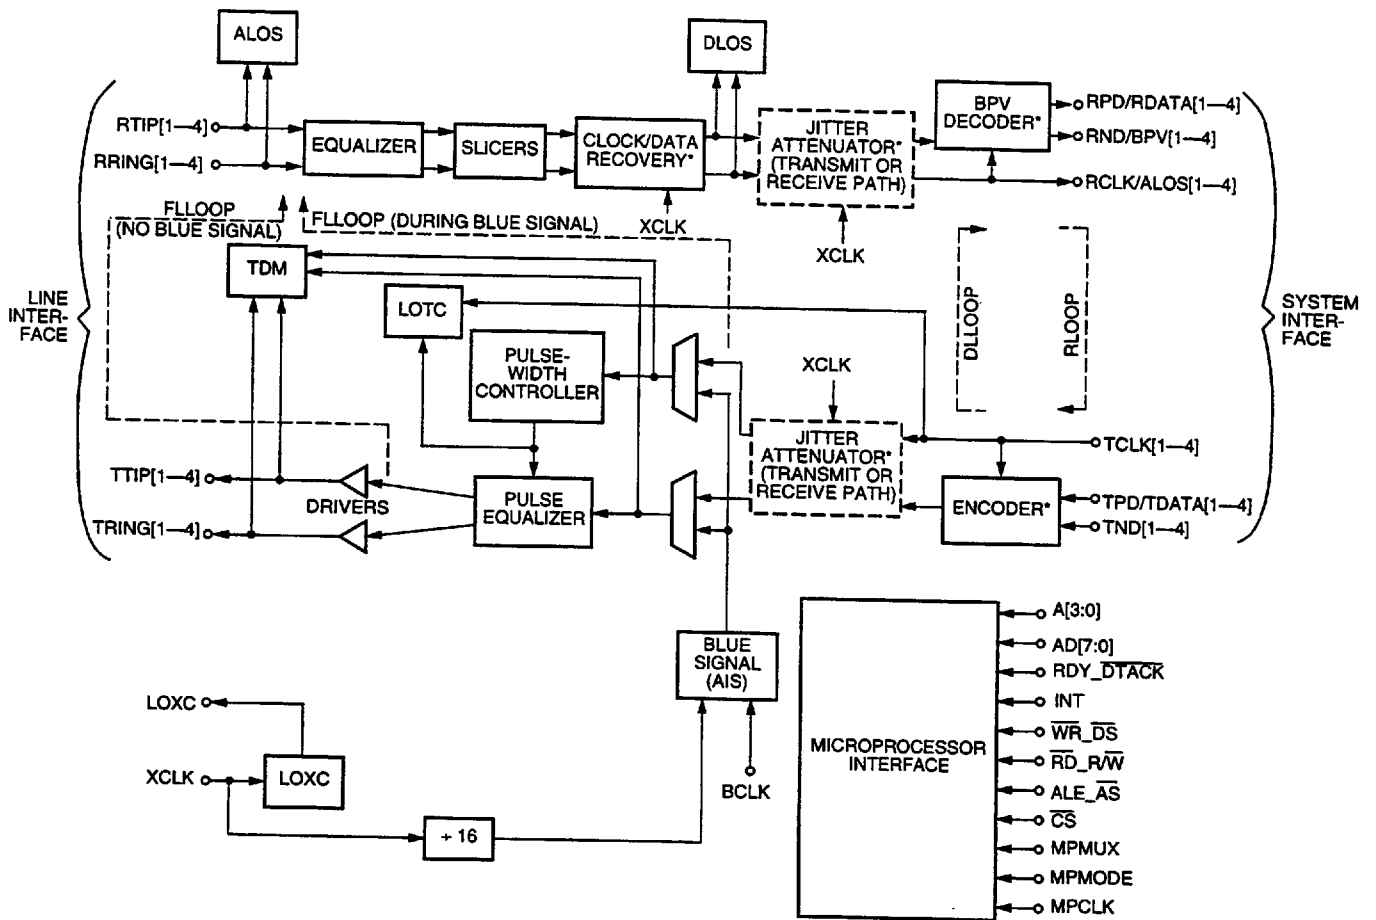 ALOS
DLOS
RTIP[1—4]
RRING[1—4]
EQUALIZER
SLICERS
CLOCK/DATA
RECOVERY*
XCLK
JITTER
ATTENUATOR*
(TRANSMIT OR
RECEIVE PATH)
XCLK
BPV
DECODER*
RPD/RDATA[1—4]
RND/BPV[1—4]
RCLK/ALOS[1—4]
FLLOOP
(NO BLUE SIGNAL)
FLLOOP (DURING BLUE SIGNAL)
TDM
LOTC
LINE
INTER-
FACE
PULSE-
WIDTH
CONTROLLER
XCLK
DLLOOP
RLOOP
SYSTEM
INTER-
FACE
JITTER
ATTENUATOR*
(TRANSMIT OR
RECEIVE PATH)
TCLK[1—4]
TTIP[1—4]
DRIVERS
PULSE
EQUALIZER
ENCODER*
TPD/TDATA[1—4]
TRING[1—4]
TND[1—4]
BLUE
SIGNAL
(AIS)
LOXC
XCLK
LOXC
÷ 16
BCLK
MICROPROCESSOR
INTERFACE
A[3:0]
AD[7:0]
RDY_D̅T̅A̅C̅K̅
INT
W̅R̅_D̅S̅
R̅D̅_R/W̅
ALE_A̅S̅
C̅S̅
MPMUX
MPMODE
MPCLK